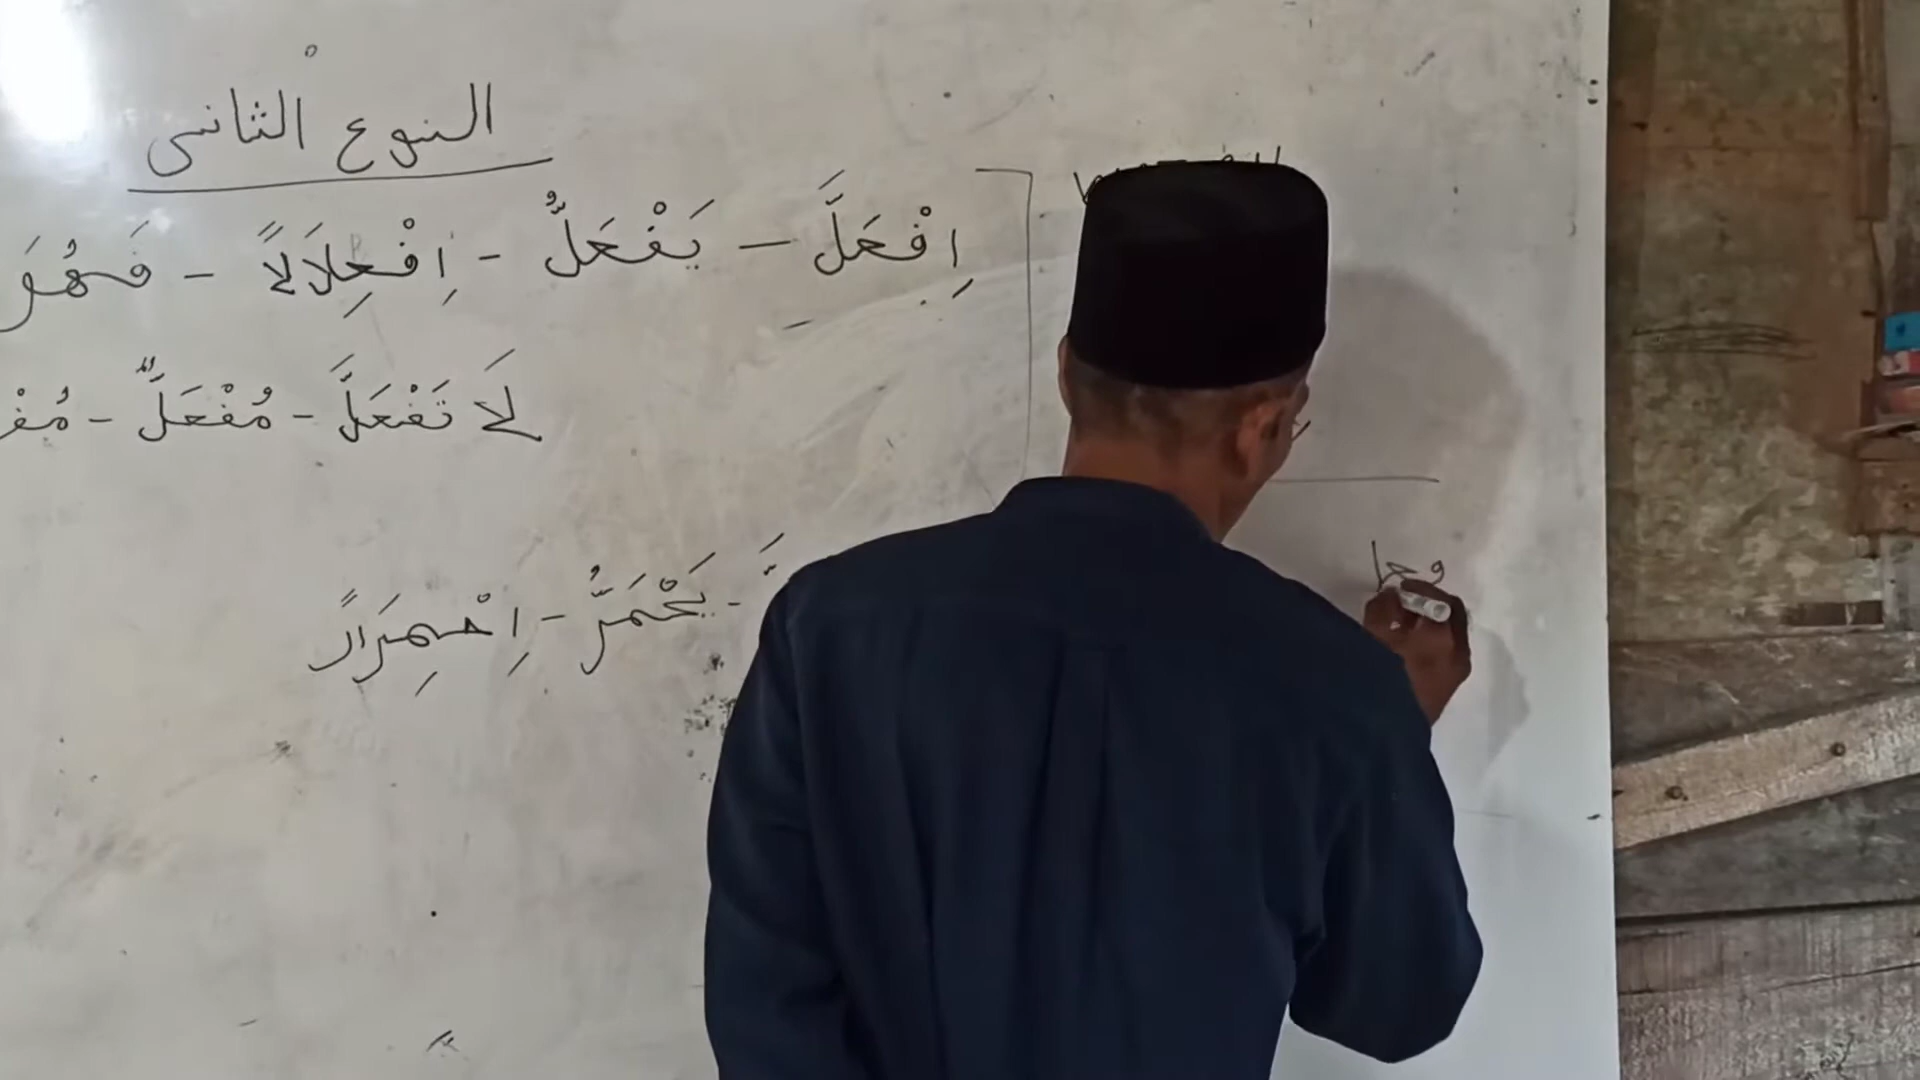 النوع الثانى
اِفْعَلَّ - يَفْعَلُّ - اِفْعِلَالًا - فَهُوَ
لَا تَفْعَلَّ - مُفْعَلٌّ - مُفْ
يَحْمَرُّ - اِحْمِرَارًا